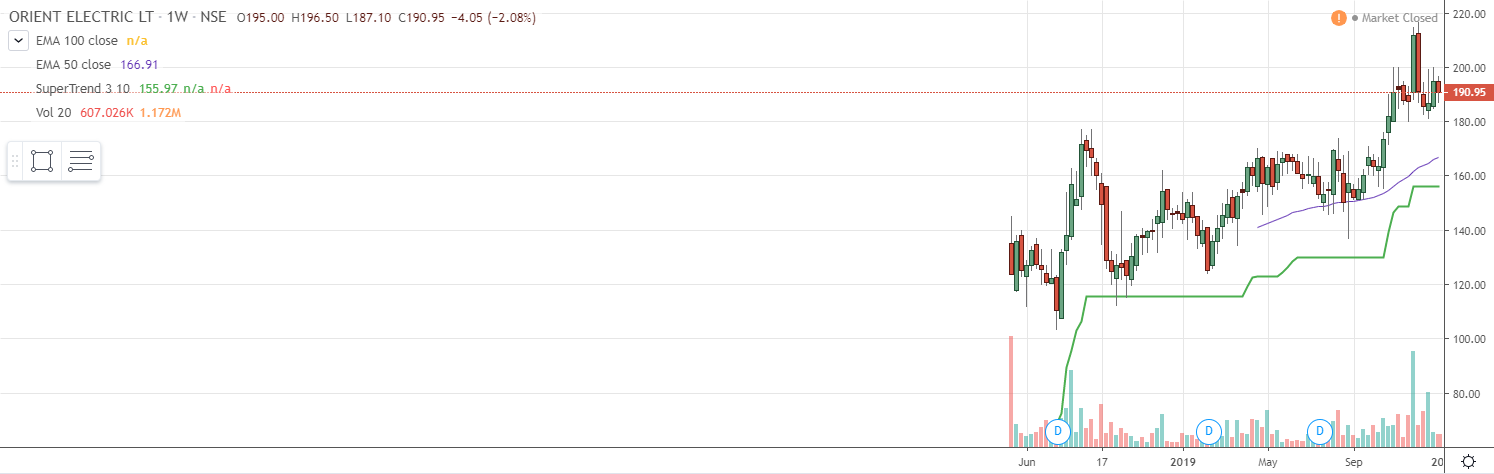 ORIENT ELECTRIC LT · 1W · NSE O195.00 H196.50 L187.10 C190.95 −4.05 (−2.08%)
! Market Closed
EMA 100 close n/a
EMA 50 close 166.91
SuperTrend 3 10 155.97 n/a n/a
Vol 20 607.026K 1.172M
220.00
200.00
190.95
180.00
160.00
140.00
120.00
100.00
80.00
D D D
Jun 17 2019 May Sep 20